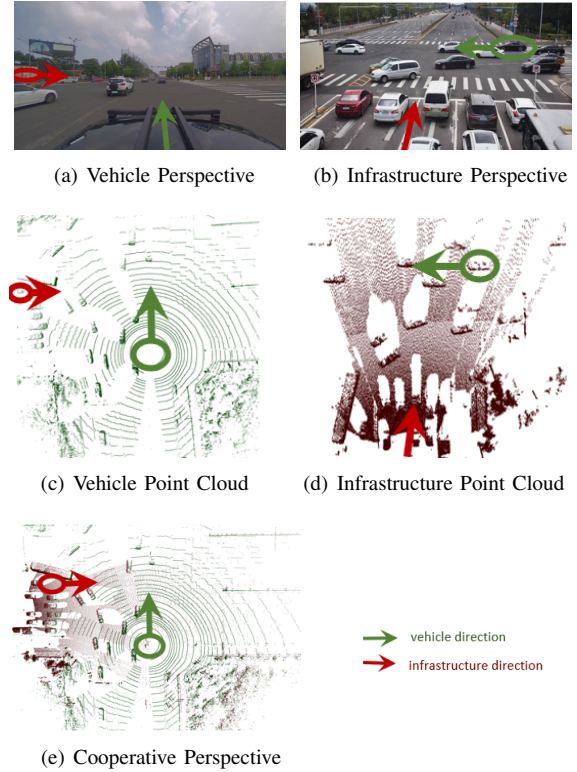 (a) Vehicle Perspective
(b) Infrastructure Perspective
(c) Vehicle Point Cloud
(d) Infrastructure Point Cloud
(e) Cooperative Perspective
vehicle direction
infrastructure direction